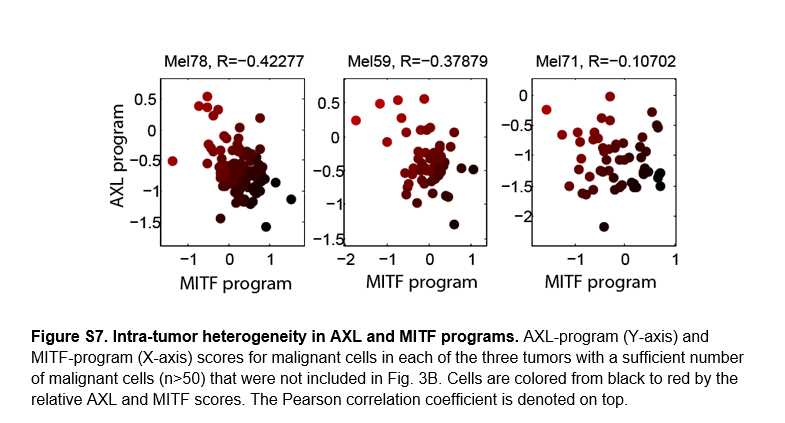 Mel78, R=−0.42277
Mel59, R=−0.37879
Mel71, R=−0.10702
AXL program
0.5
0
−0.5
−1
−1.5
−1
0
1
MITF program
0.5
0
−0.5
−1
−1.5
−2
−1
0
1
MITF program
0
−0.5
−1
−1.5
−2
−1
0
1
MITF program
Figure S7. Intra-tumor heterogeneity in AXL and MITF programs. AXL-program (Y-axis) and
MITF-program (X-axis) scores for malignant cells in each of the three tumors with a sufficient number
of malignant cells (n>50) that were not included in Fig. 3B. Cells are colored from black to red by the
relative AXL and MITF scores. The Pearson correlation coefficient is denoted on top.